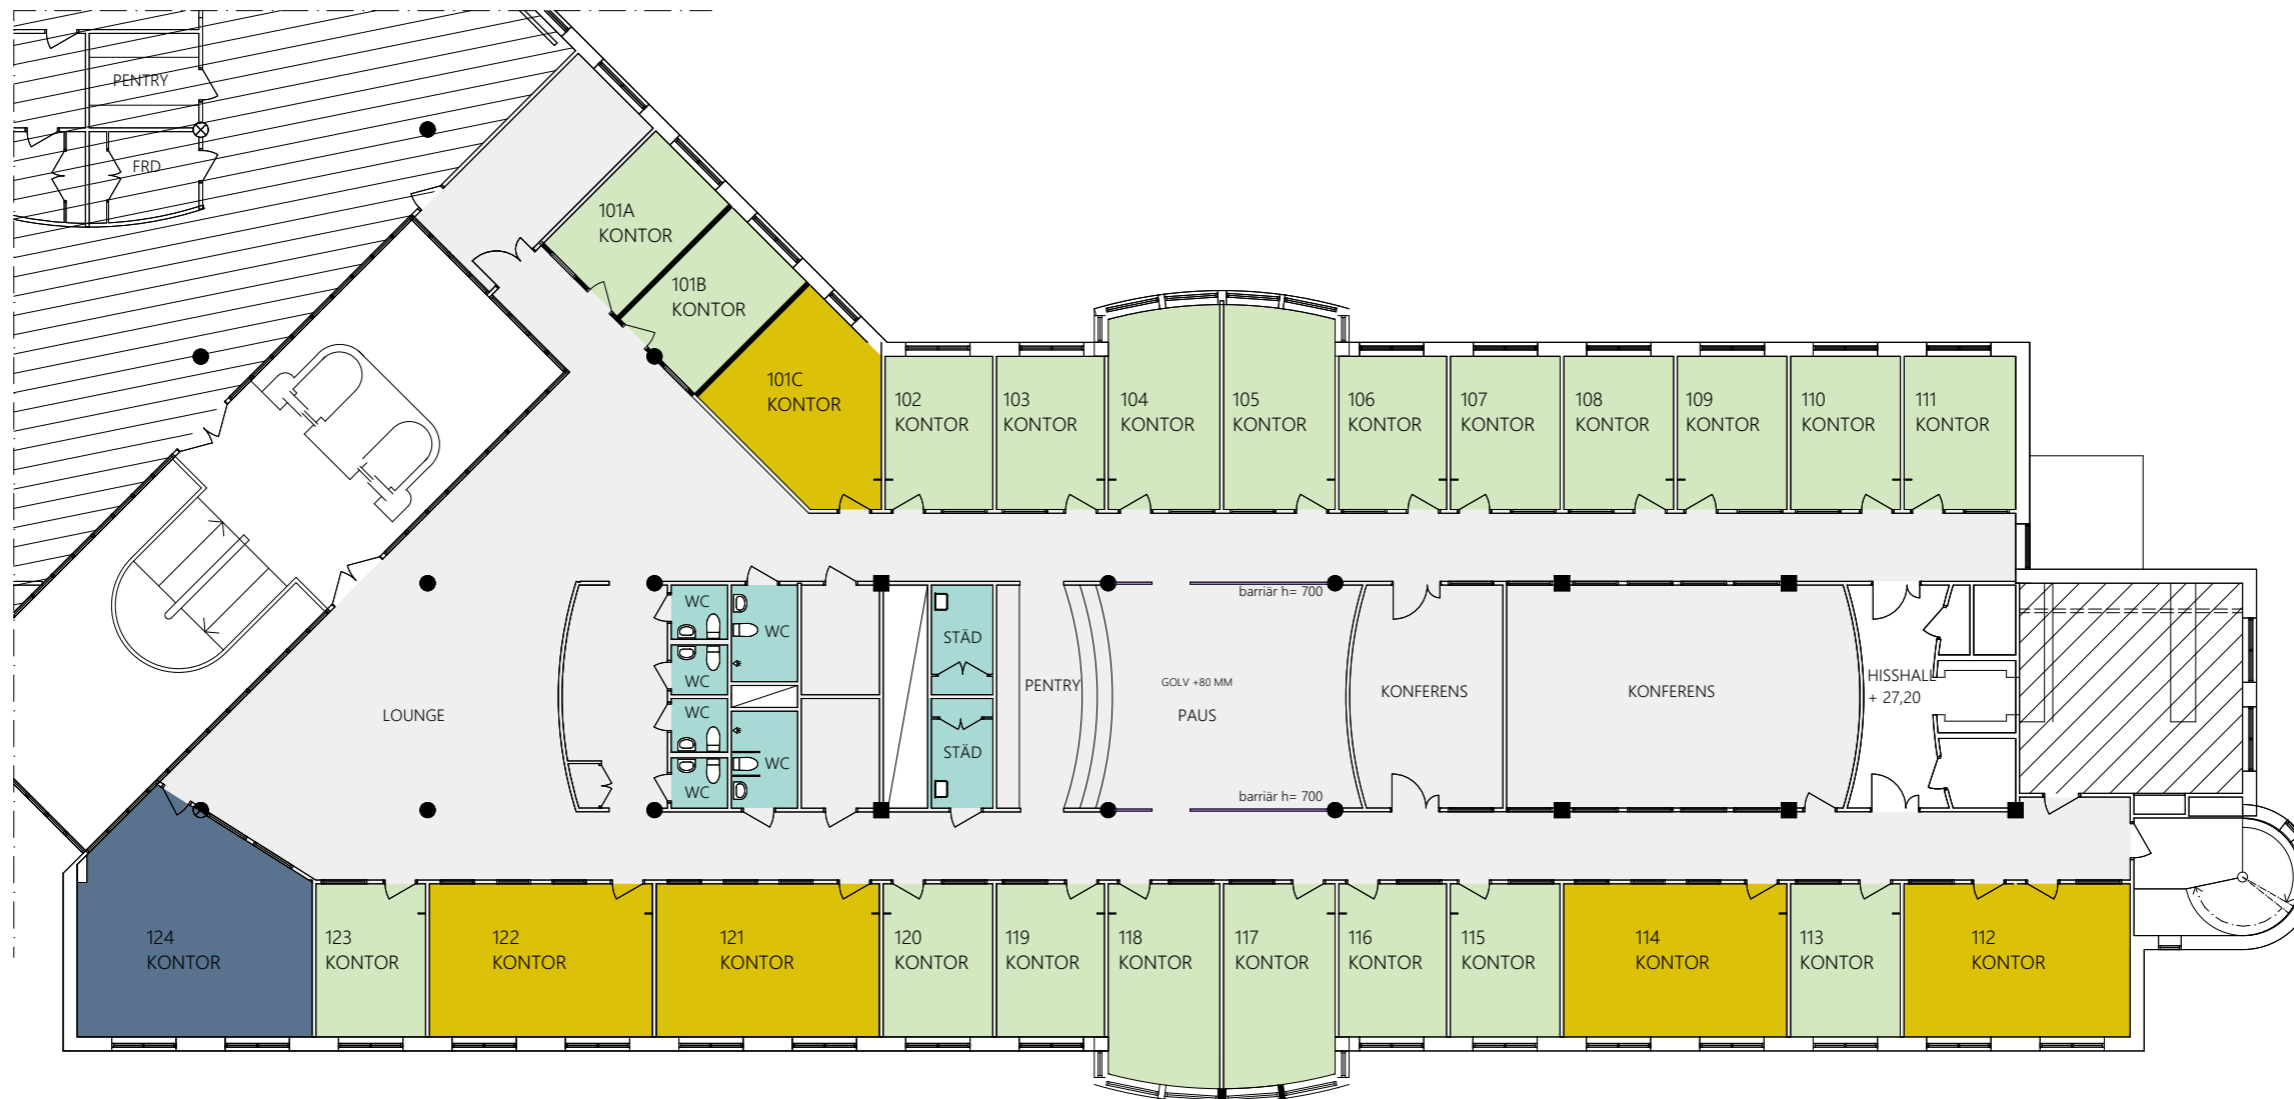 PENTRY
FRD
101A
KONTOR
101B
KONTOR
101C
KONTOR
102
KONTOR
103
KONTOR
104
KONTOR
105
KONTOR
106
KONTOR
107
KONTOR
108
KONTOR
109
KONTOR
110
KONTOR
111
KONTOR
barriär h= 700
WC
WC
WC
WC
WC
WC
STÄD
STÄD
PENTRY
GOLV +80 MM
PAUS
KONFERENS
KONFERENS
HISSHALL
+ 27,20
LOUNGE
barriär h= 700
124
KONTOR
123
KONTOR
122
KONTOR
121
KONTOR
120
KONTOR
119
KONTOR
118
KONTOR
117
KONTOR
116
KONTOR
115
KONTOR
114
KONTOR
113
KONTOR
112
KONTOR